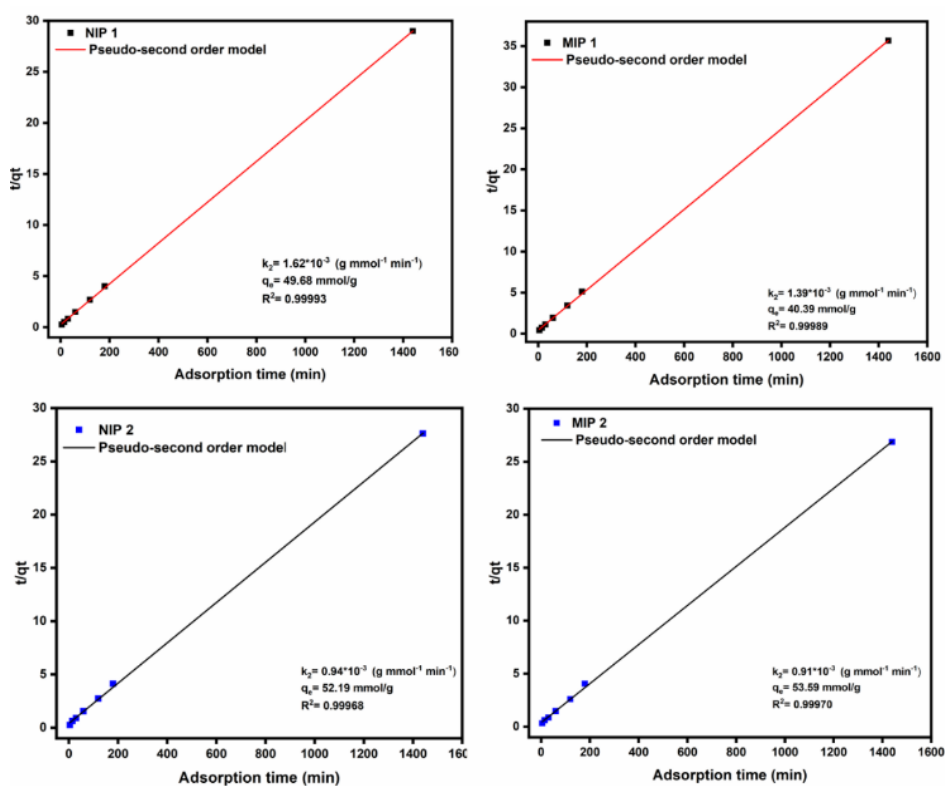 30
25
20
15
10
5
0
t/qt
NIP 1
Pseudo-second order model
k₂= 1.62*10⁻³ (g mmol⁻¹ min⁻¹)
qₑ= 49.68 mmol/g
R²= 0.99993
0 200 400 600 800 1000 1200 1400 160
Adsorption time (min)
35
30
25
20
15
10
5
0
t/qt
MIP 1
Pseudo-second order model
k₂= 1.39*10⁻³ (g mmol⁻¹ min⁻¹)
qₑ= 40.39 mmol/g
R²= 0.99989
0 200 400 600 800 1000 1200 1400 1600
Adsorption time (min)
30
25
20
15
10
5
0
t/qt
NIP 2
Pseudo-second order model
k₂= 0.94*10⁻³ (g mmol⁻¹ min⁻¹)
qₑ= 52.19 mmol/g
R²= 0.99968
0 200 400 600 800 1000 1200 1400 160
Adsorption time (min)
30
25
20
15
10
5
0
t/qt
MIP 2
Pseudo-second order model
k₂= 0.91*10⁻³ (g mmol⁻¹ min⁻¹)
qₑ= 53.59 mmol/g
R²= 0.99970
0 200 400 600 800 1000 1200 1400 1600
Adsorption time (min)